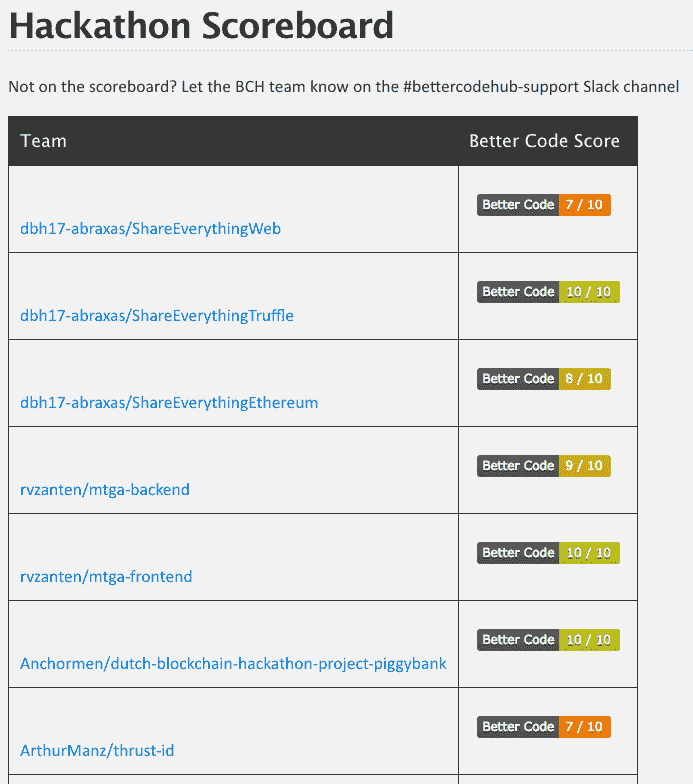 Hackathon Scoreboard
Not on the scoreboard? Let the BCH team know on the #bettercodehub-support Slack channel
Team Better Code Score
dbh17-abraxas/ShareEverythingWeb Better Code 7 / 10
dbh17-abraxas/ShareEverythingTruffle Better Code 10 / 10
dbh17-abraxas/ShareEverythingEthereum Better Code 8 / 10
rvzanten/mtga-backend Better Code 9 / 10
rvzanten/mtga-frontend Better Code 10 / 10
Anchormen/dutch-blockchain-hackathon-project-piggybank Better Code 10 / 10
ArthurManz/thrust-id Better Code 7 / 10